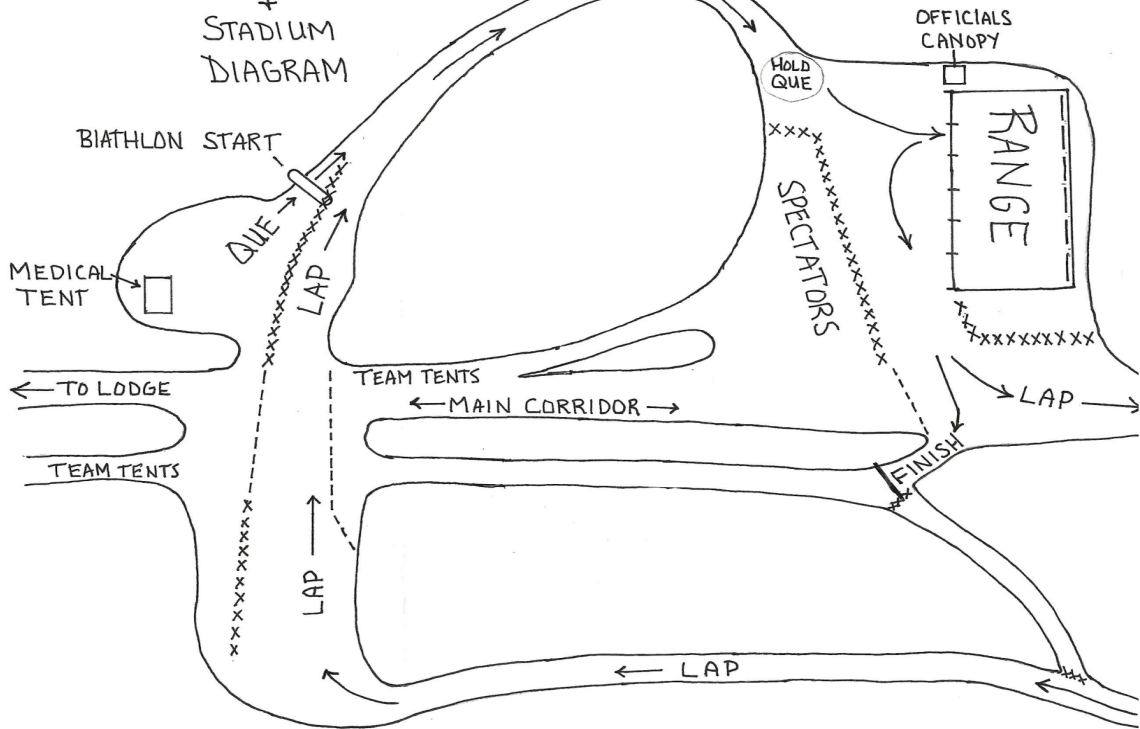 +
STADIUM
DIAGRAM
OFFICIALS
CANOPY
HOLD
QUE
BIATHLON START
RANGE
QUE
SPECTATORS
MEDICAL
TENT
LAP
TEAM TENTS
← TO LODGE
← MAIN CORRIDOR →
LAP →
FINISH
TEAM TENTS
LAP
← LAP